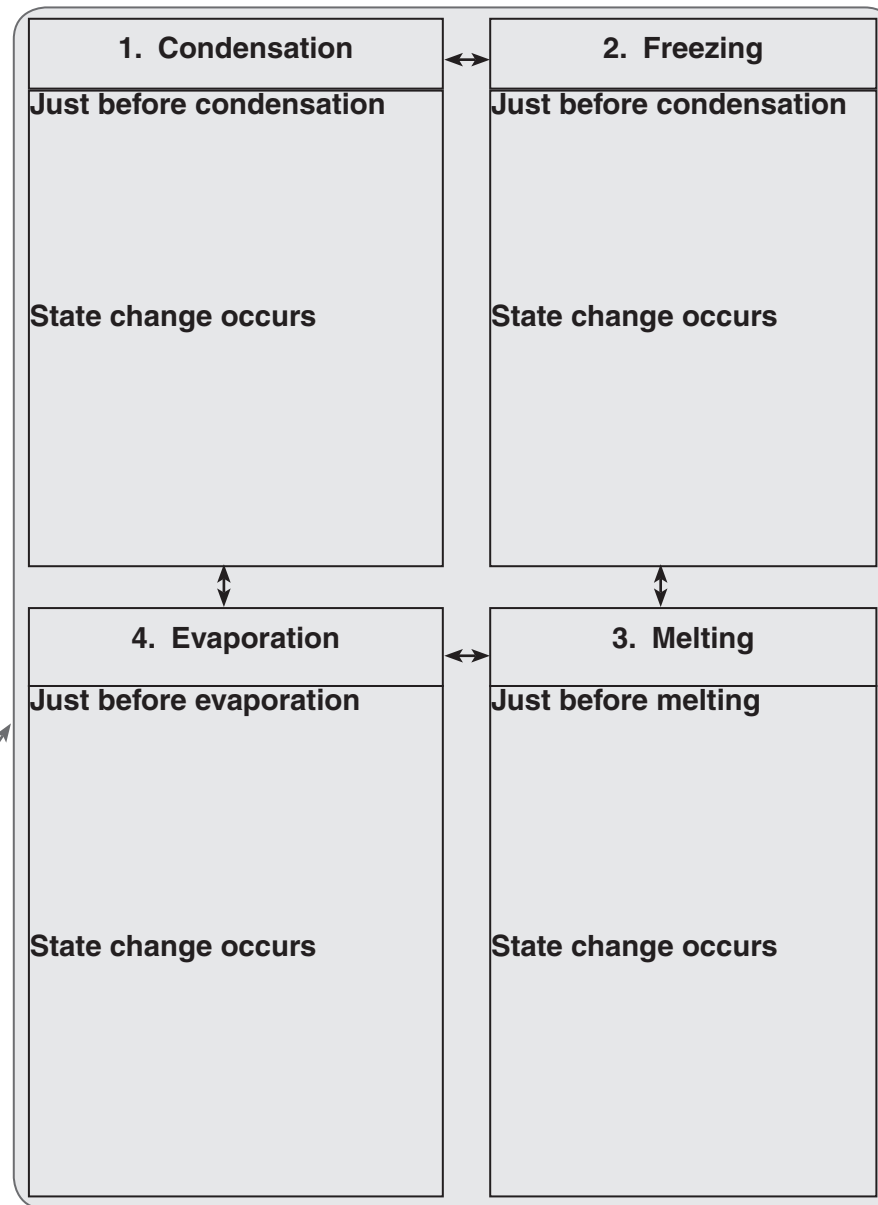 1. Condensation
Just before condensation
State change occurs
2. Freezing
Just before condensation
State change occurs
4. Evaporation
Just before evaporation
State change occurs
3. Melting
Just before melting
State change occurs